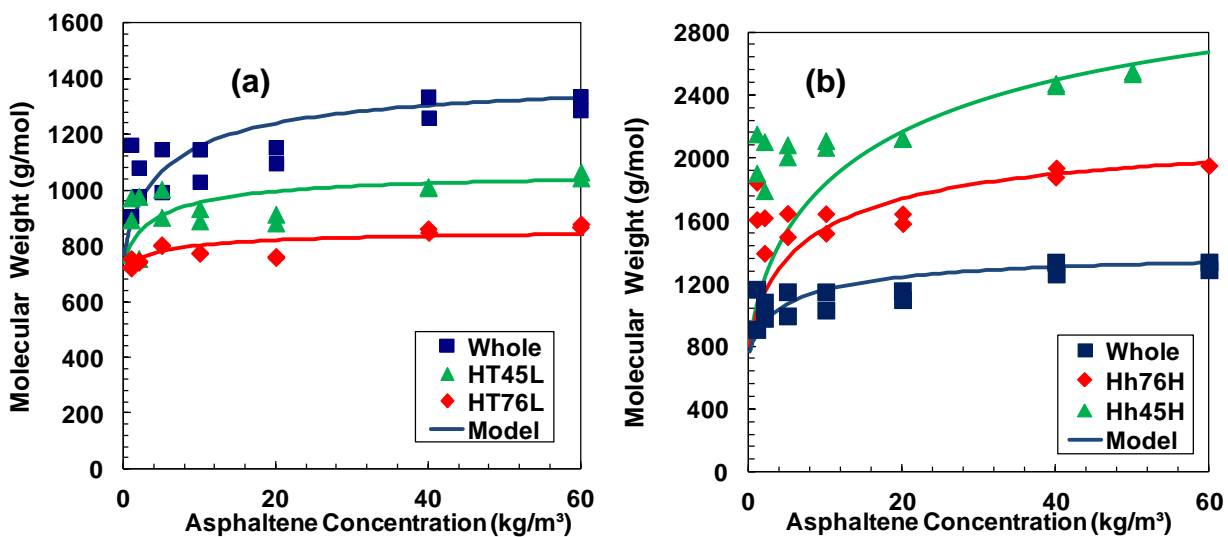 1600
1400
1200
1000
800
600
400
200
0
Molecular Weight (g/mol)
(a)
Whole
HT45L
HT76L
Model
0 20 40 60
Asphaltene Concentration (kg/m³)
2800
2400
2000
1600
1200
800
400
0
Molecular Weight (g/mol)
(b)
Whole
Hh76H
Hh45H
Model
0 20 40 60
Asphaltene Concentration (kg/m³)